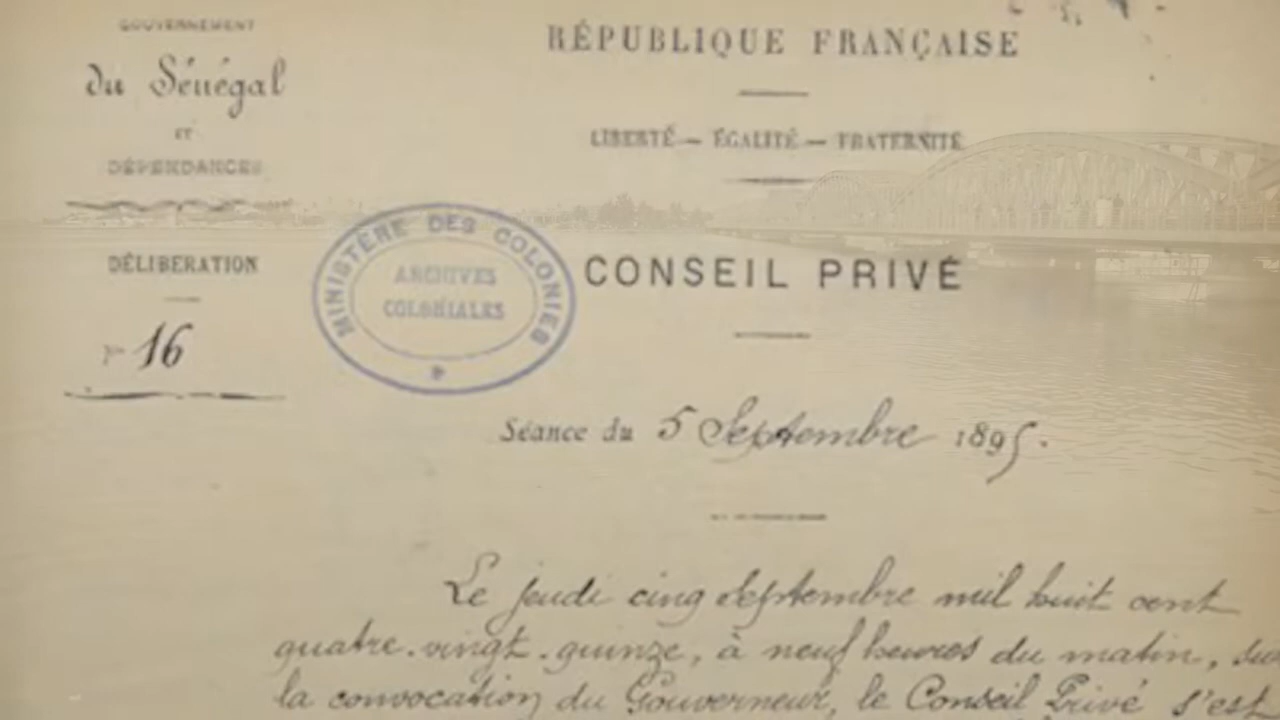 GOUVERNEMENT
du Sénégal
ET
DÉPENDANCES
DÉLIBÉRATION
16
RÉPUBLIQUE FRANÇAISE
LIBERTÉ — ÉGALITÉ — FRATERNITÉ
MINISTÈRE DES COLONIES
ARCHIVES
COLONIALES
CONSEIL PRIVÉ
Séance du 5 Septembre 1895.
Le jeudi cinq Septembre mil huit cent
quatre-vingt-quinze, à neuf heures du matin,
la convocation du Gouverneur, le Conseil Privé s'est